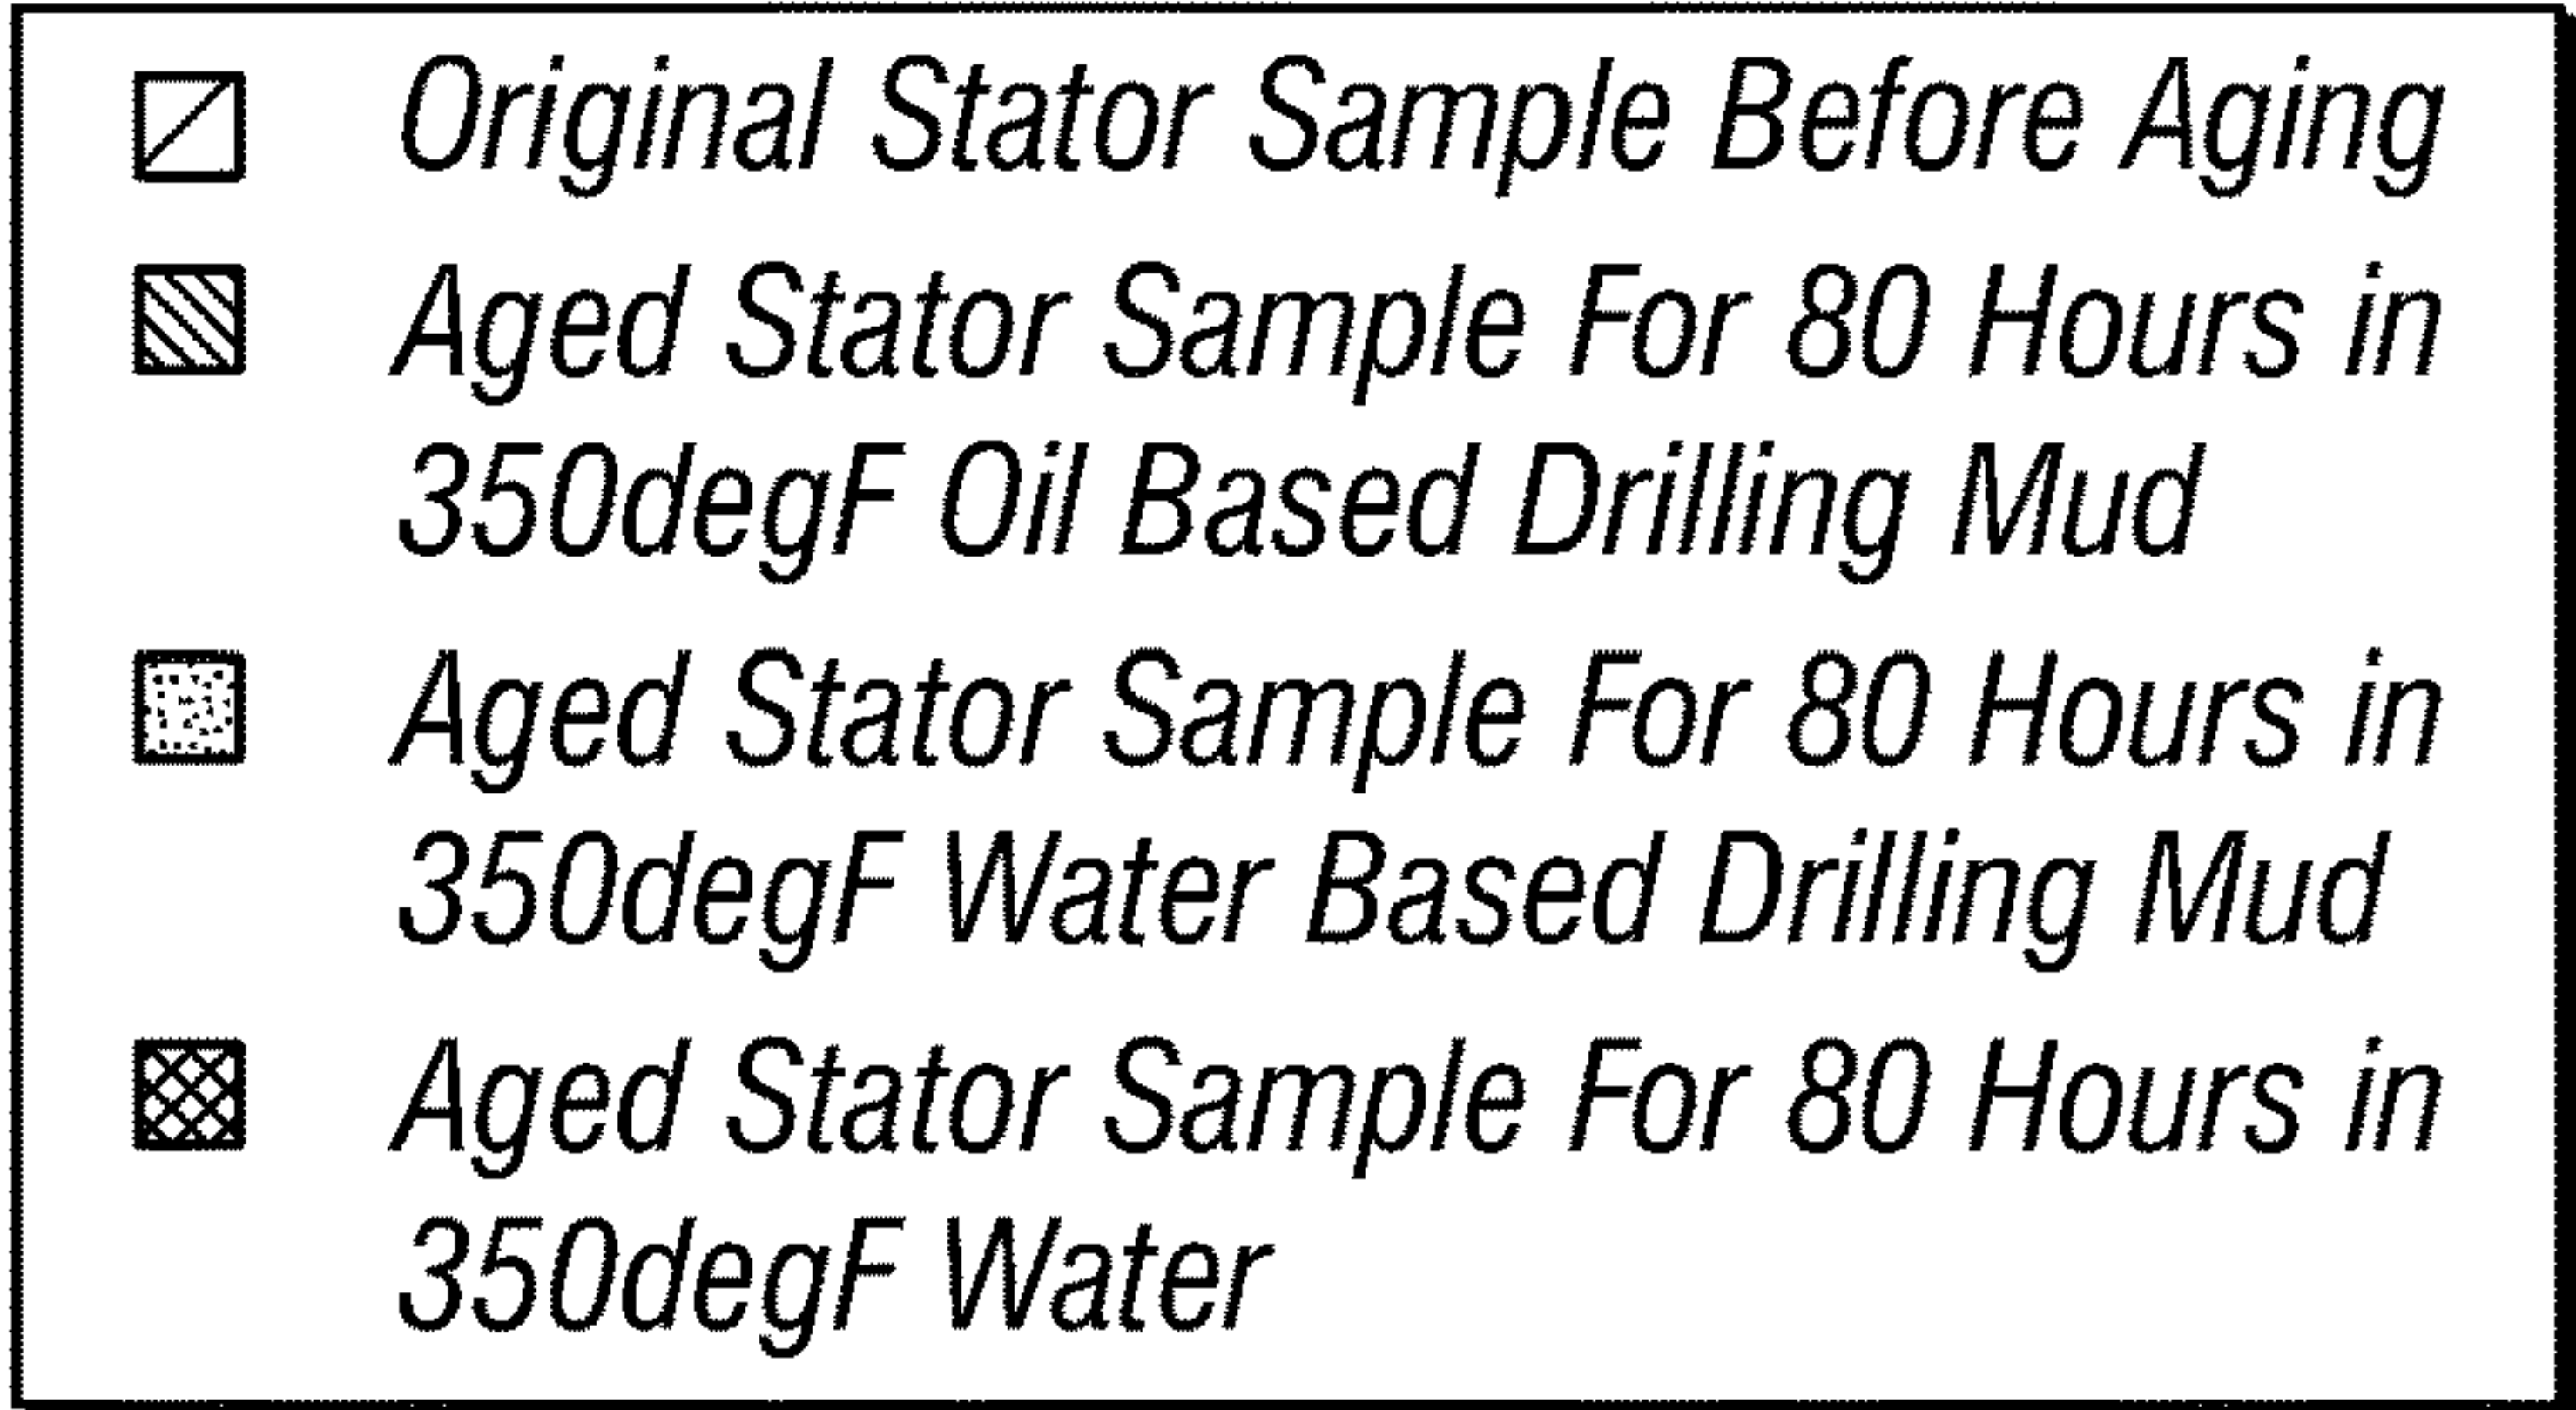 Original Stator Sample Before Aging
Aged Stator Sample For 80 Hours in
350degF Oil Based Drilling Mud
Aged Stator Sample For 80 Hours in
350degF Water Based Drilling Mud
Aged Stator Sample For 80 Hours in
350degF Water